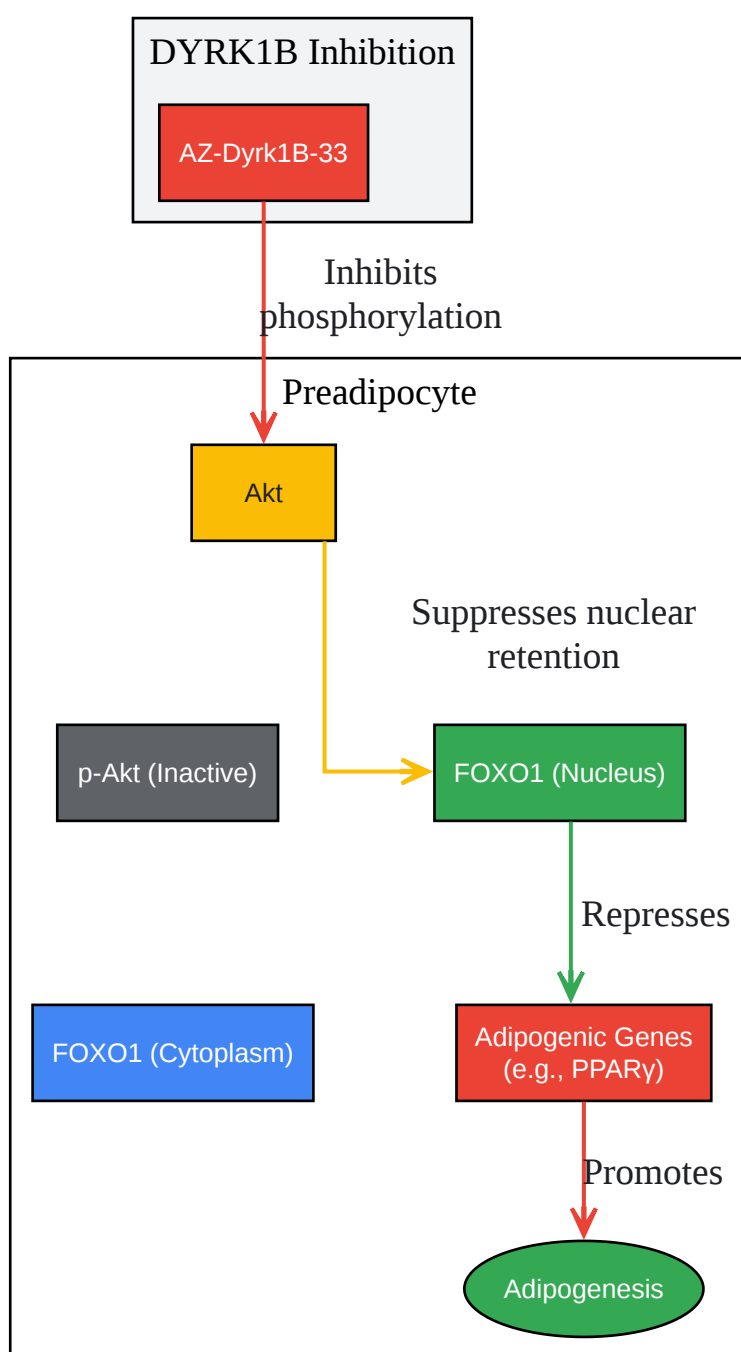 DYRK1B Inhibition
AZ-Dyrk1B-33
Inhibits
phosphorylation
Preadipocyte
Akt
Suppresses nuclear
retention
p-Akt (Inactive)
FOXO1 (Nucleus)
Represses
FOXO1 (Cytoplasm)
Adipogenic Genes
(e.g., PPARγ)
Promotes
Adipogenesis